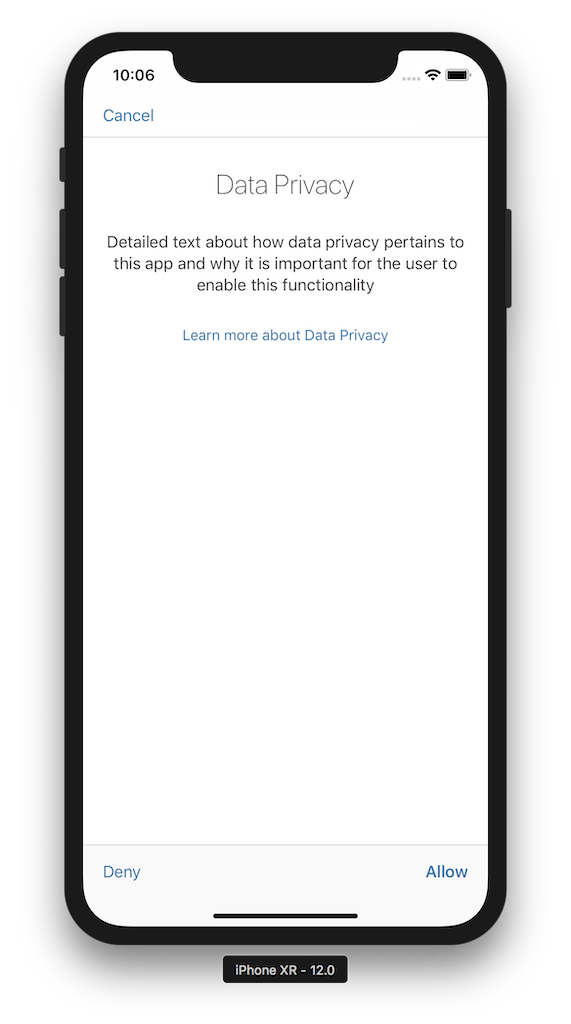 10:06
Cancel
Data Privacy
Detailed text about how data privacy pertains to
this app and why it is important for the user to
enable this functionality
Learn more about Data Privacy
Deny
Allow
iPhone XR - 12.0